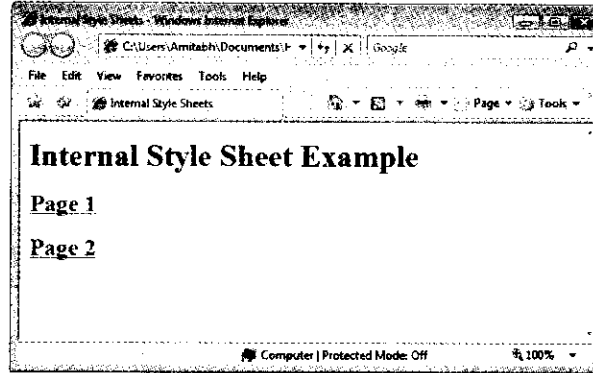 Internal Style Sheets - Windows Internet Explorer
C:\Users\Amitabh\Documents\H
Google
File Edit View Favorites Tools Help
Internal Style Sheets
Page Tools
Internal Style Sheet Example
Page 1
Page 2
Computer | Protected Mode: Off
100%